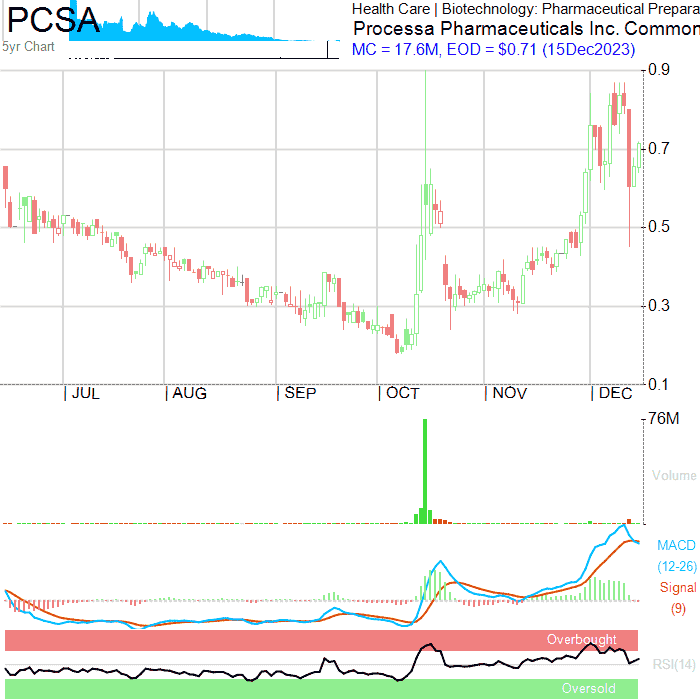 PCSA
5yr Chart
Health Care | Biotechnology: Pharmaceutical Prepara
Processa Pharmaceuticals Inc. Common
MC = 17.6M, EOD = $0.71 (15Dec2023)
0.9
0.7
0.5
0.3
0.1
| JUL | AUG | SEP | OCT | NOV | DEC
76M
Volume
MACD
(12-26)
Signal
(9)
Overbought
RSI(14)
Oversold